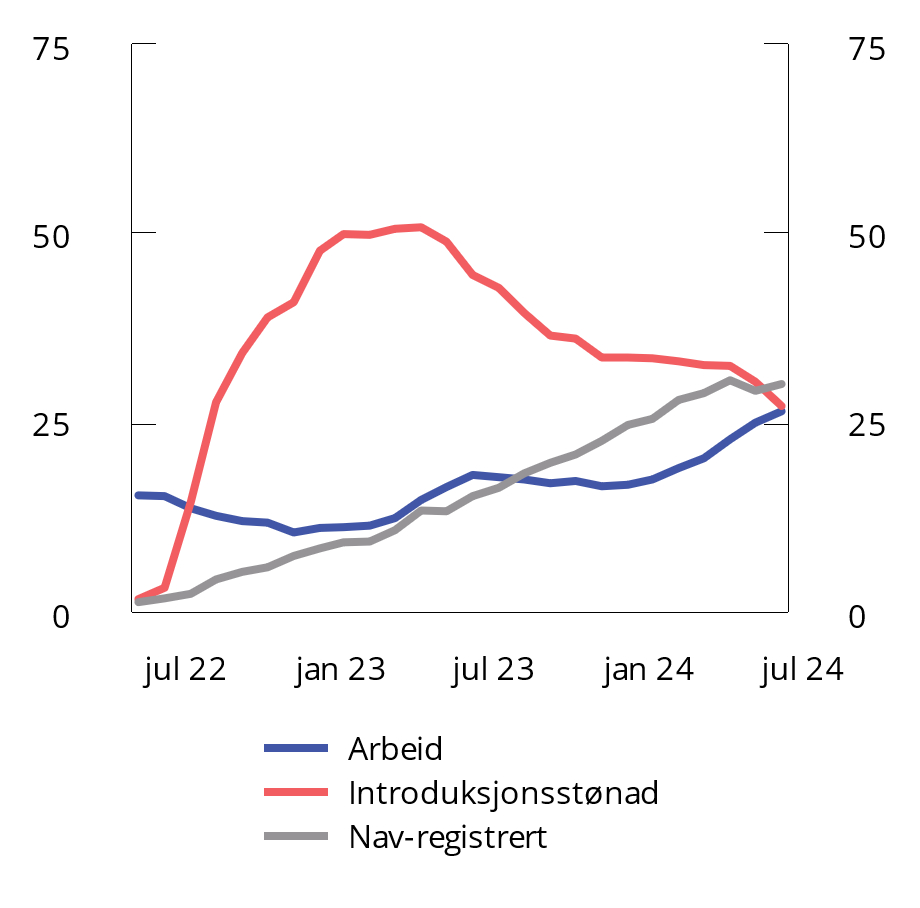 75 75
50 50
25 25
0 0
jul 22 jan 23 jul 23 jan 24 jul 24
Arbeid
Introduksjonsstønad
Nav-registrert